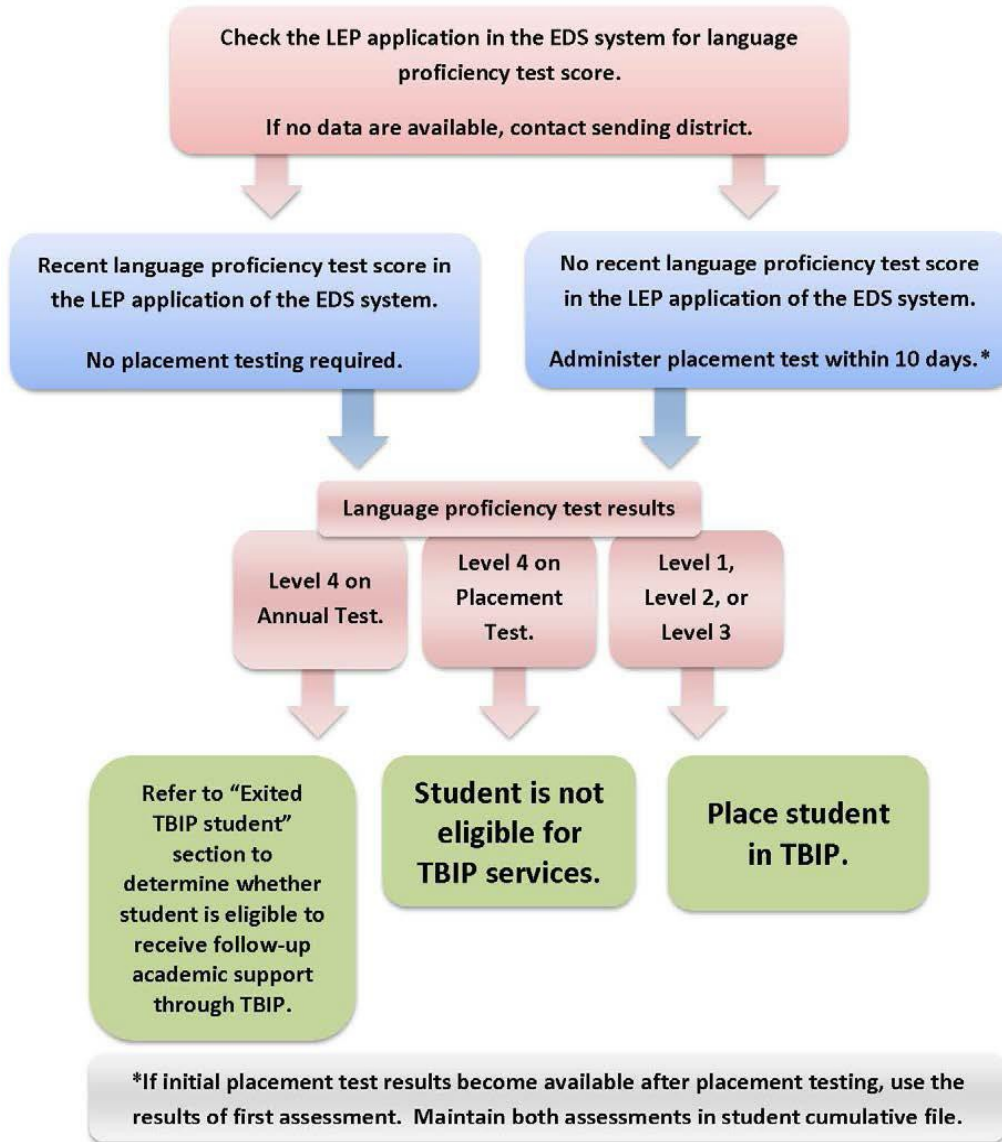 Check the LEP application in the EDS system for language
proficiency test score.
If no data are available, contact sending district.
Recent language proficiency test score in
the LEP application of the EDS system.
No placement testing required.
No recent language proficiency test score
in the LEP application of the EDS system.
Administer placement test within 10 days.*
Language proficiency test results
Level 4 on
Annual Test.
Level 4 on
Placement
Test.
Level 1,
Level 2, or
Level 3
Refer to “Exited
TBIP student”
section to
determine whether
student is eligible to
receive follow-up
academic support
through TBIP.
Student is not
eligible for
TBIP services.
Place student
in TBIP.
*If initial placement test results become available after placement testing, use the
results of first assessment.  Maintain both assessments in student cumulative file.